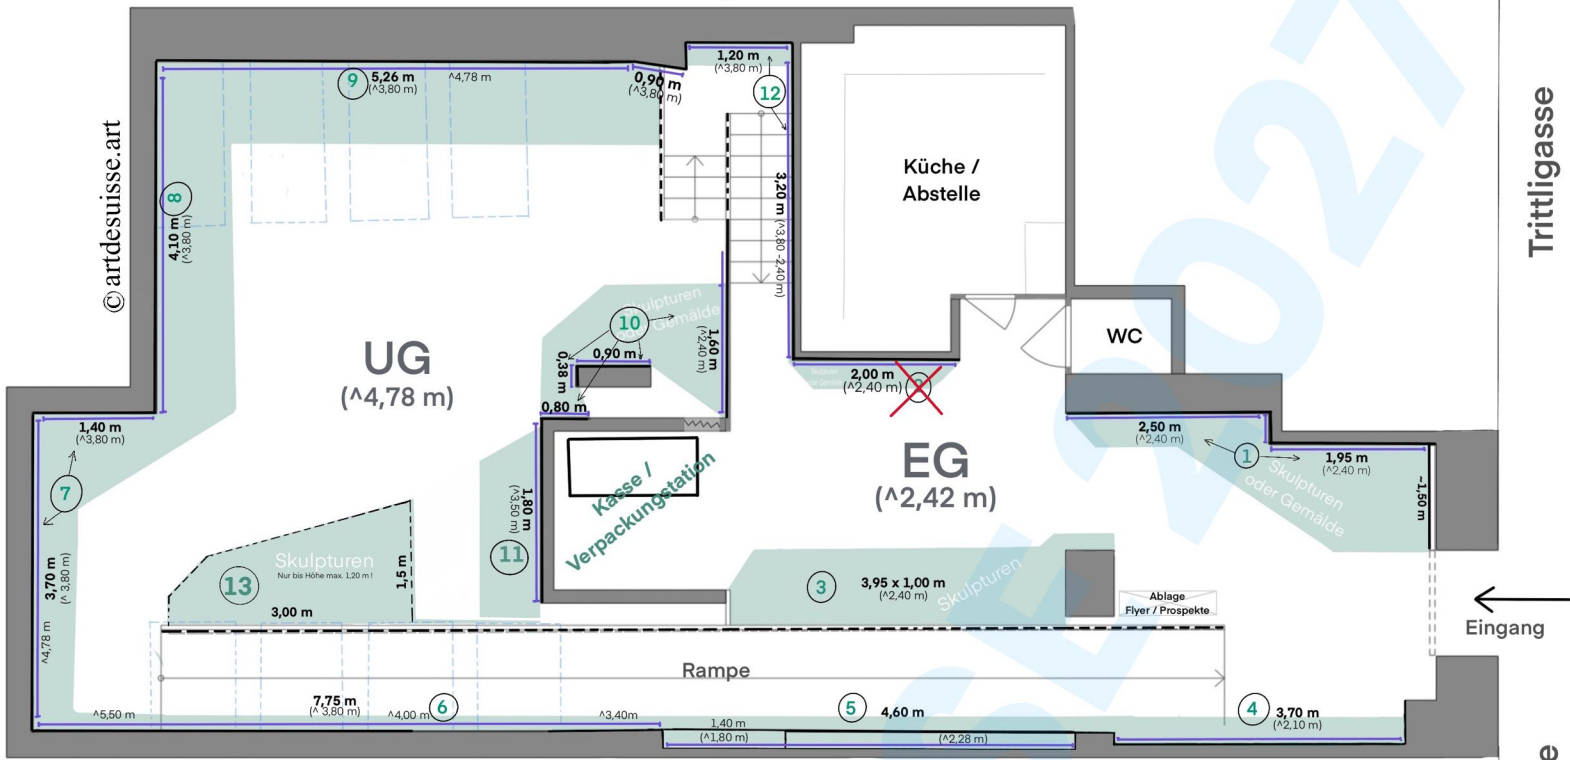 © artdesuisse.art
Trittligasse
9
5,26 m
(^3,80 m)
^4,78 m
0,90 m
(^3,80 m)
1,20 m
(^3,80 m)
12
3,20 m (^3,80 -2,40 m)
Küche /
Abstelle
8
4,10 m
(^3,80 m)
UG
(^4,78 m)
10
Skulpturen
oder Gemälde
0,90 m
0,38 m
0,80 m
1,60 m
(^2,40 m)
2,00 m
(^2,40 m)
WC
1,40 m
(^3,80 m)
7
3,70 m
(^ 3,80 m)
^4,78 m
EG
(^2,42 m)
2,50 m
(^2,40 m)
1
1,95 m
(^2,40 m)
Skulpturen
oder Gemälde
~1,50 m
Kasse /
Verpackungstation
1,80 m
(^3,50 m)
11
13
Skulpturen
Nur bis Höhe max. 1,20 m !
1,5 m
3,00 m
3
3,95 x 1,00 m
(^2,40 m)
Skulpturen
Ablage
Flyer / Prospekte
Eingang
Rampe
^5,50 m
7,75 m
(^ 3,80 m)
^4,00 m
6
^3,40m
1,40 m
(^1,80 m)
5
4,60 m
(^2,28 m)
4
3,70 m
(^2,10 m)
SE 2027
e